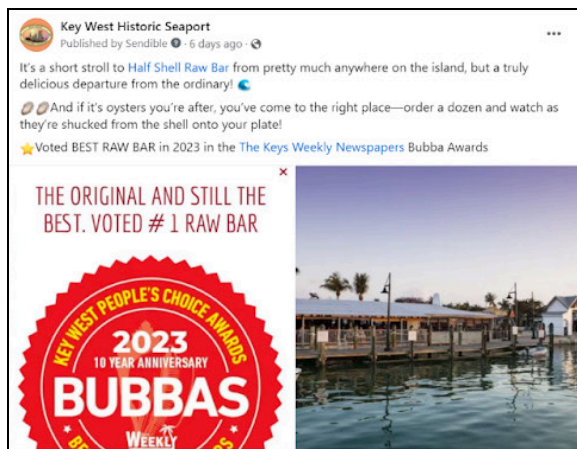 Key West Historic Seaport
Published by Sendible · 6 days ago ·
It's a short stroll to Half Shell Raw Bar from pretty much anywhere on the island, but a truly
delicious departure from the ordinary! 🌊
🦪🦪And if it's oysters you're after, you've come to the right place—order a dozen and watch as
they're shucked from the shell onto your plate!
⭐Voted BEST RAW BAR in 2023 in the The Keys Weekly Newspapers Bubba Awards
THE ORIGINAL AND STILL THE
BEST. VOTED # 1 RAW BAR
KEY WEST PEOPLE'S CHOICE AWARDS
2023
10 YEAR ANNIVERSARY
BUBBAS
WEEKLY